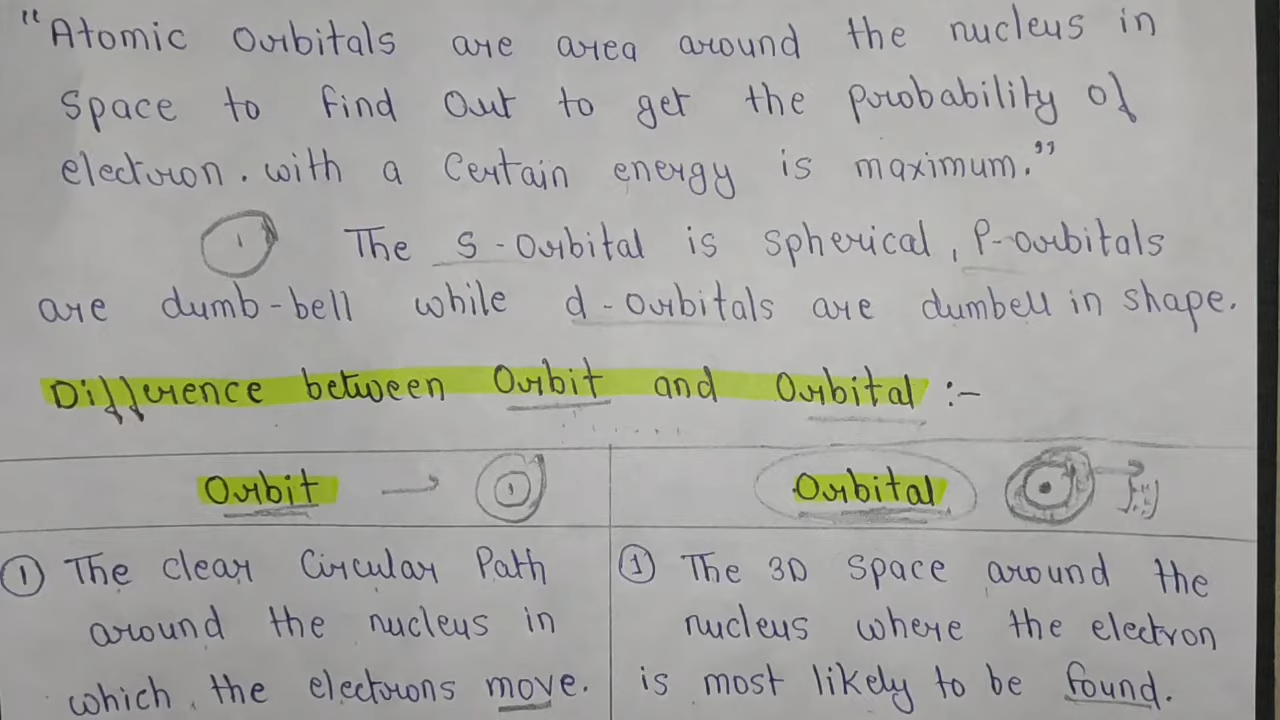 "Atomic Orbitals are area around the nucleus in
Space to find out to get the probability of
electron. with a Certain energy is maximum."
1 The S-Orbital is spherical, P-orbitals
are dumb-bell while d-orbitals are dumbell in shape.
Difference between Orbit and Orbital :-
Orbit → 1
Orbital
① The clear Circular Path
around the nucleus in
which, the electrons move.
① The 3D space around the
nucleus where the electron
is most likely to be found.